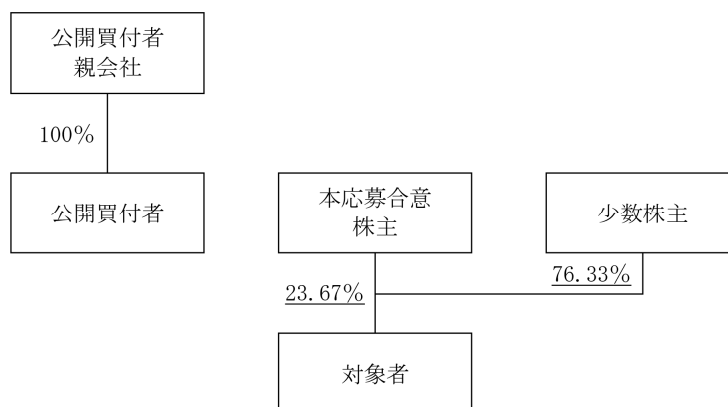 公開買付者
親会社
100%
公開買付者
本応募合意
株主
少数株主
23.67%
76.33%
対象者